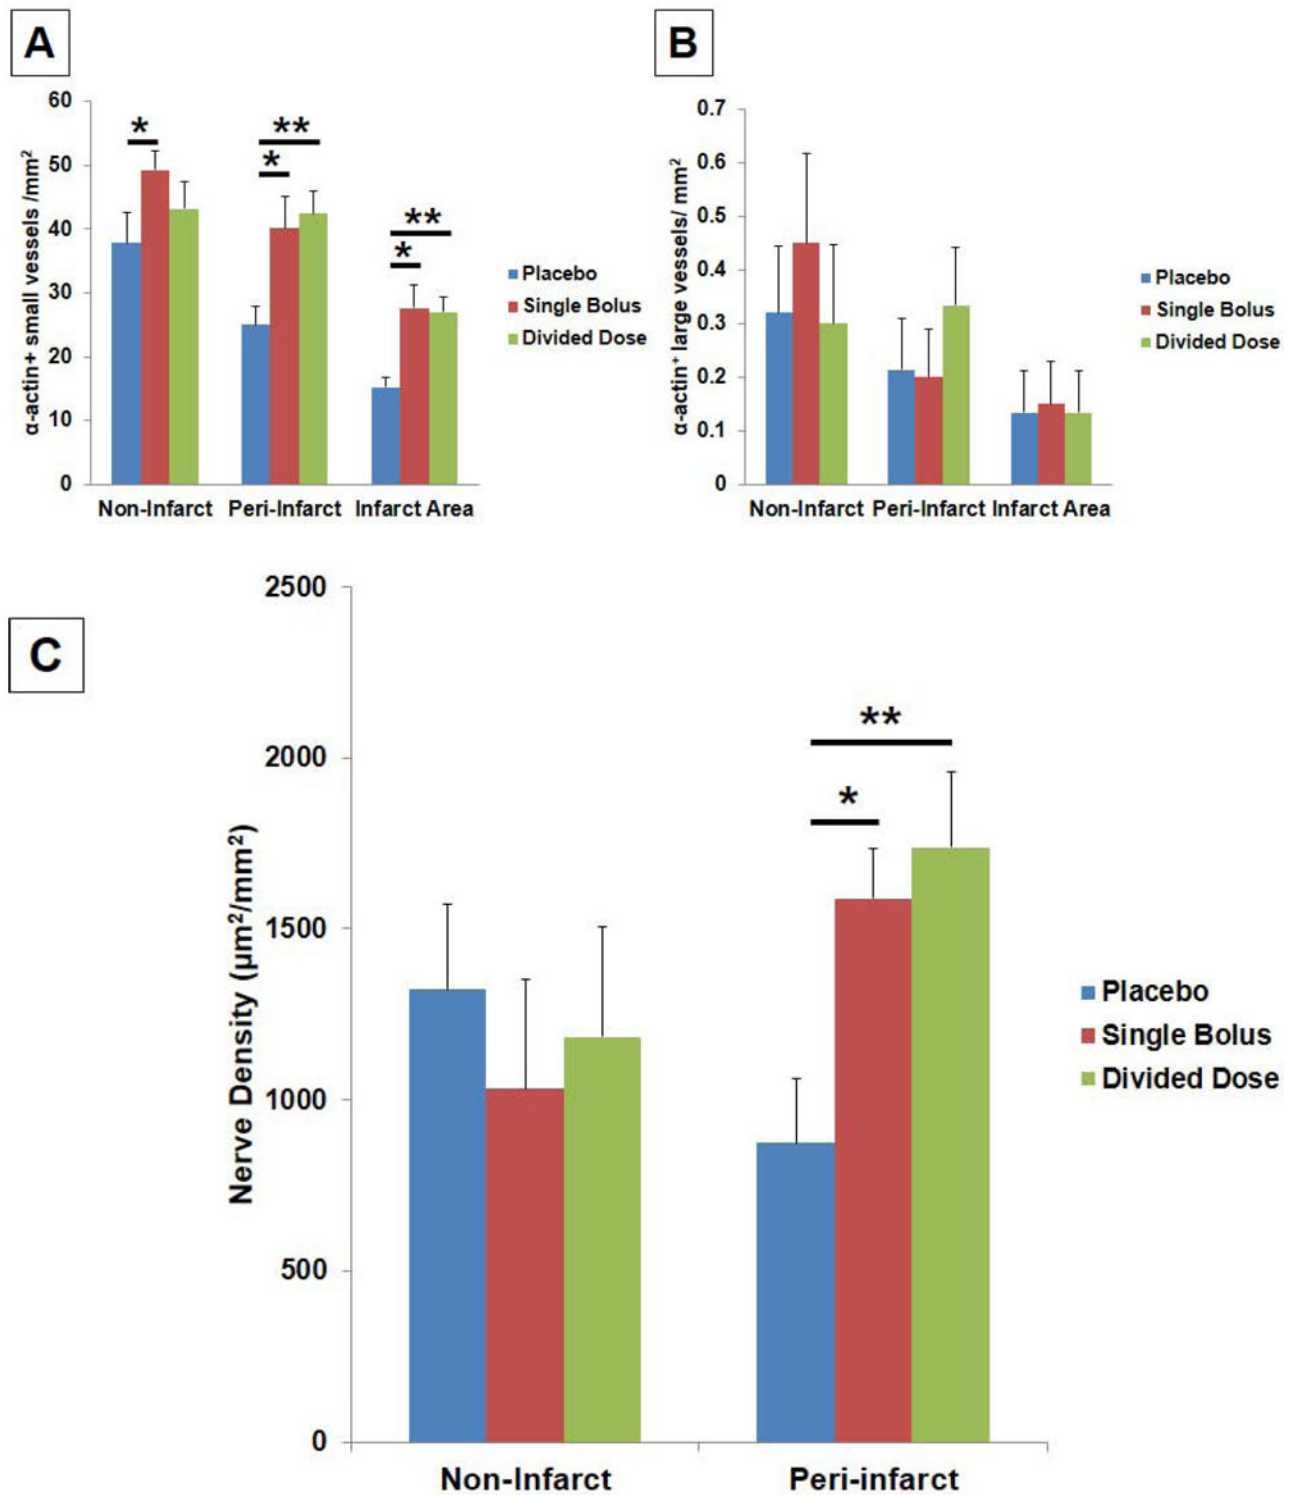 A
60
50
40
30
20
10
0
α-actin+ small vessels /mm²
*
**
*
**
*
Non-Infarct Peri-Infarct Infarct Area
Placebo
Single Bolus
Divided Dose
B
0.7
0.6
0.5
0.4
0.3
0.2
0.1
0
α-actin⁺ large vessels/ mm²
Non-Infarct Peri-Infarct Infarct Area
Placebo
Single Bolus
Divided Dose
C
2500
2000
1500
1000
500
0
Nerve Density (µm²/mm²)
**
*
Non-Infarct Peri-infarct
Placebo
Single Bolus
Divided Dose